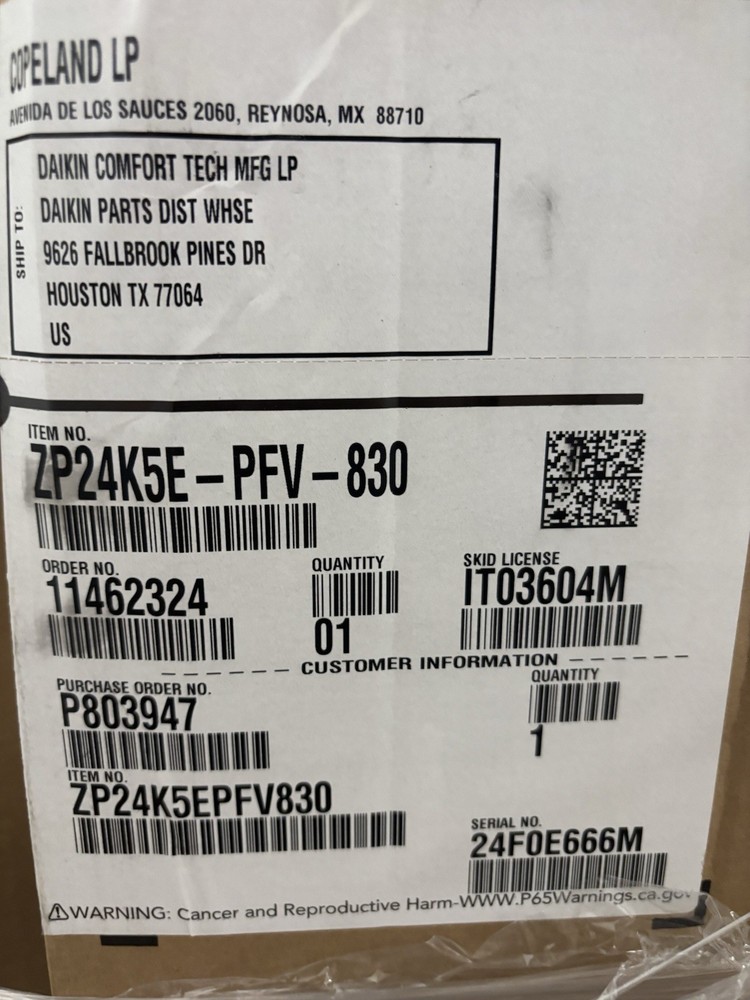 COPELAND LP
AVENIDA DE LOS SAUCES 2060, REYNOSA, MX 88710
SHIP TO:
DAIKIN COMFORT TECH MFG LP
DAIKIN PARTS DIST WHSE
9626 FALLBROOK PINES DR
HOUSTON TX 77064
US
ITEM NO.
ZP24K5E-PFV-830
ORDER NO.
11462324
QUANTITY
01
SKID LICENSE
IT03604M
CUSTOMER INFORMATION
PURCHASE ORDER NO.
P803947
QUANTITY
1
ITEM NO.
ZP24K5EPFV830
SERIAL NO.
24F0E666M
⚠WARNING: Cancer and Reproductive Harm-WWW.P65Warnings.ca.gov